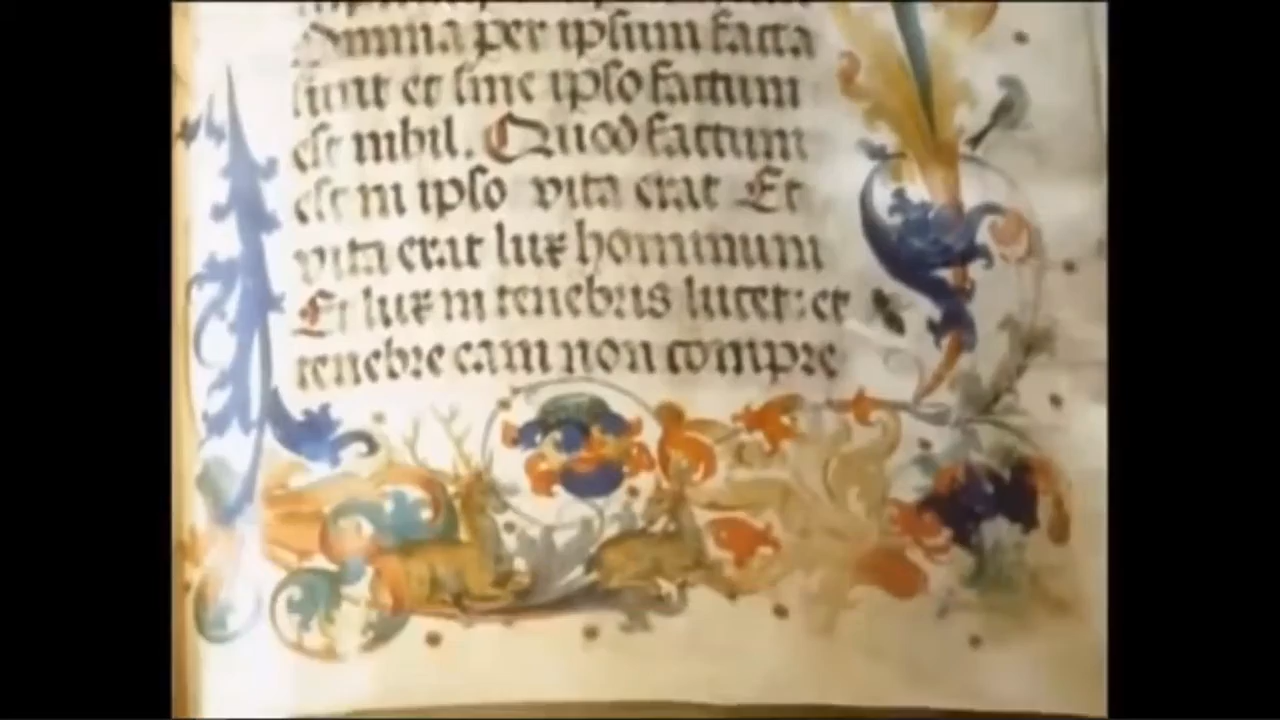 Omnia per ipsum facta
sunt et sine ipso factum
est nihil. Quod factum
est in ipso vita erat Et
vita erat lux hominum
Et lux in tenebris lucet: et
tenebre eam non compre